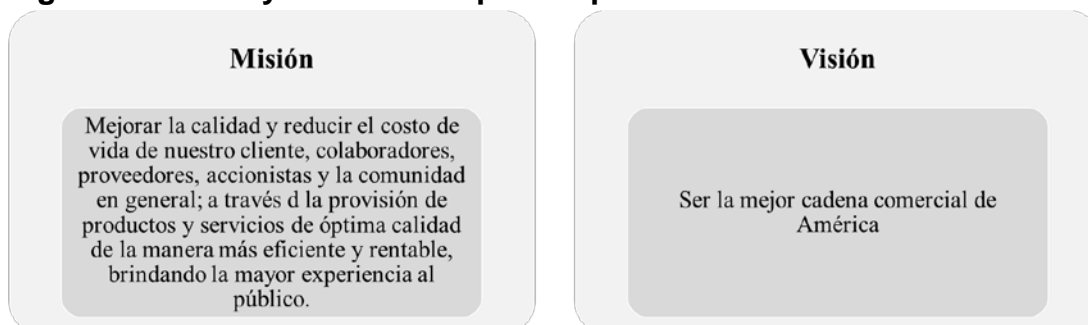 Misión
Mejorar la calidad y reducir el costo de
vida de nuestro cliente, colaboradores,
proveedores, accionistas y la comunidad
en general; a través d la provisión de
productos y servicios de óptima calidad
de la manera más eficiente y rentable,
brindando la mayor experiencia al
público.
Visión
Ser la mejor cadena comercial de
América